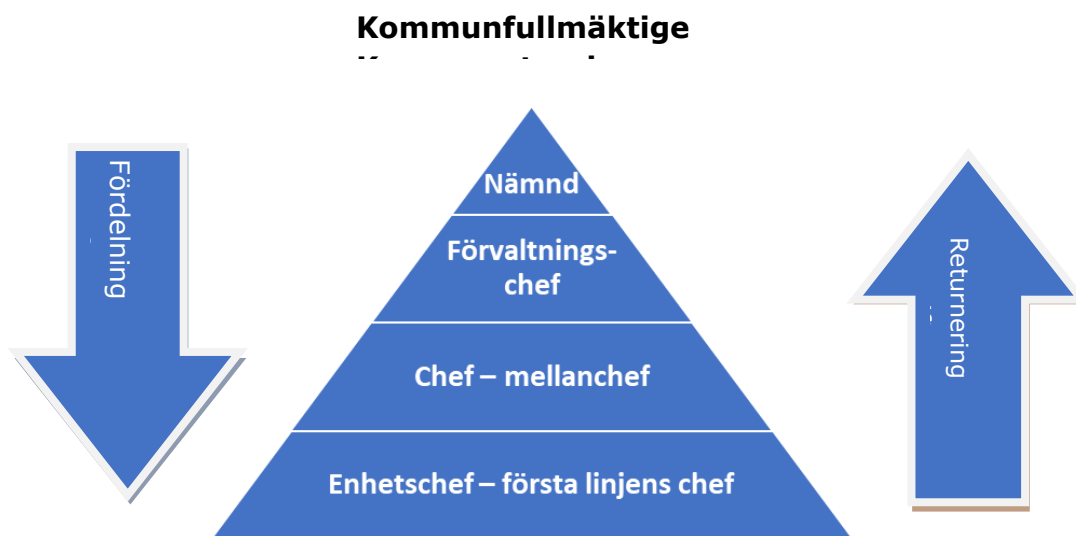 Kommunfullmäktige
Fördelning
Nämnd
Förvaltnings-
chef
Chef – mellanchef
Enhetschef – första linjens chef
Returnering